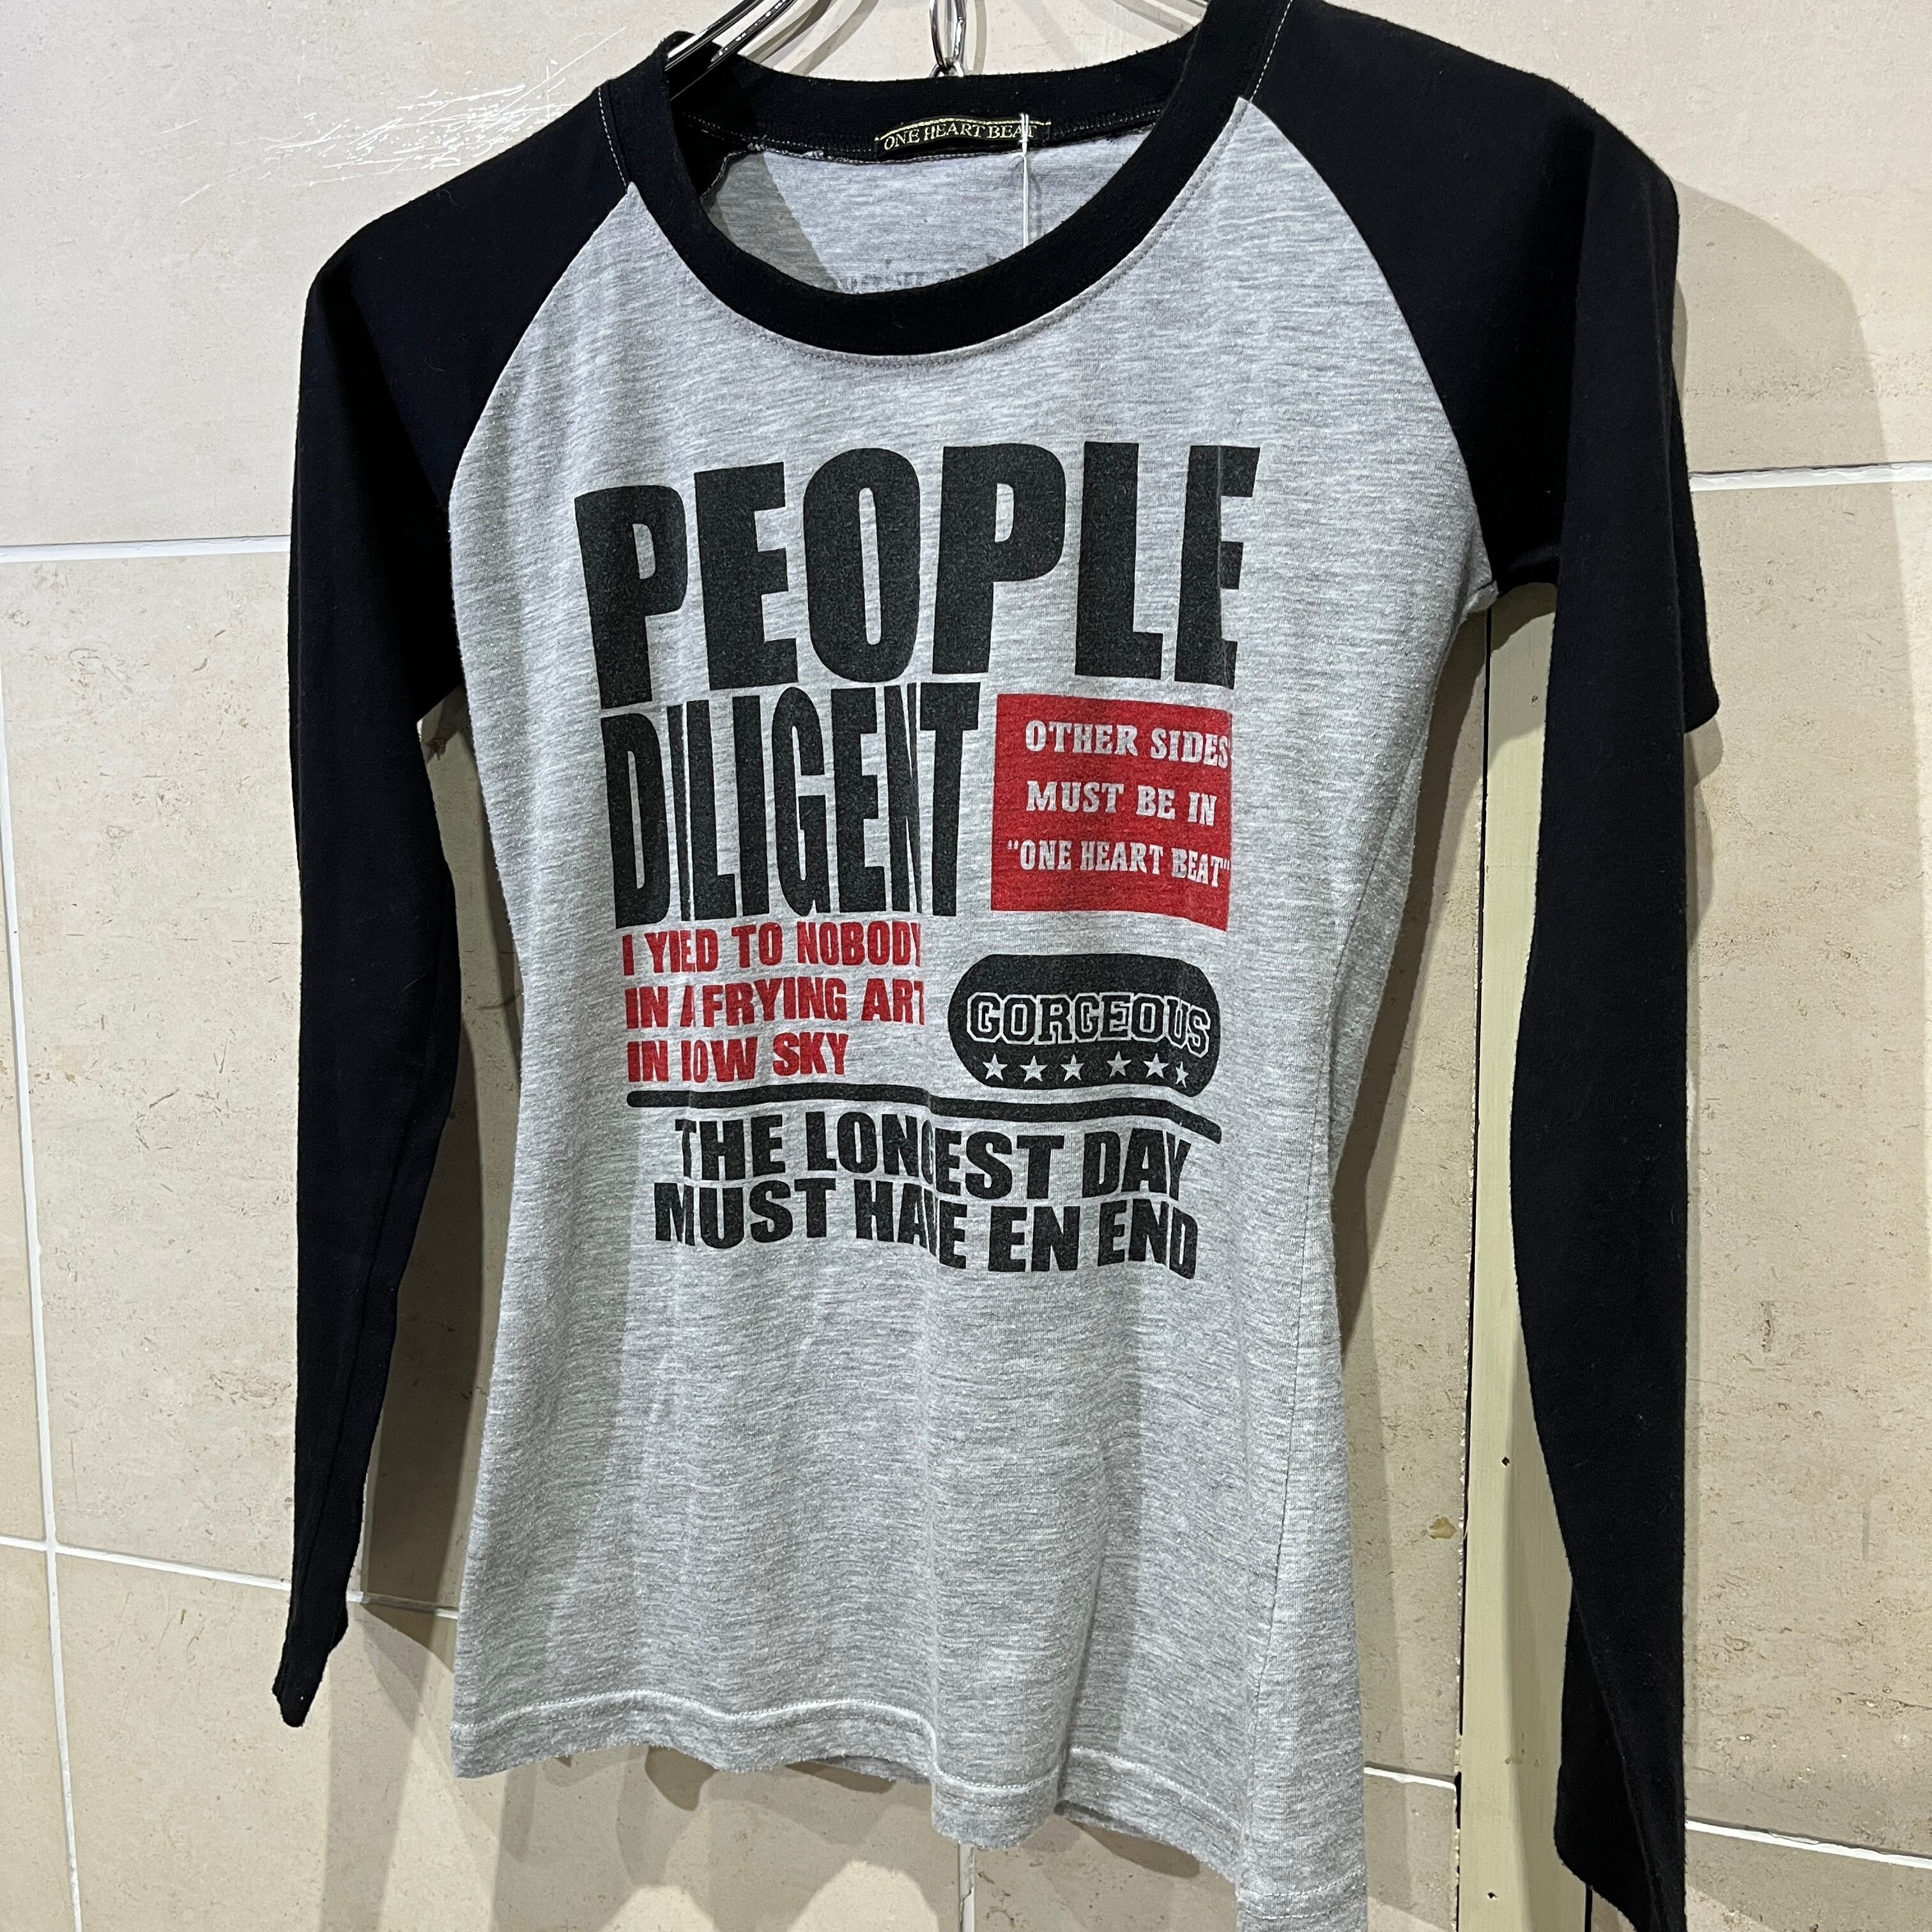 ONE HEART BEAT
PEOPLE
DILIGENT
OTHER SIDES
MUST BE IN
"ONE HEART BEAT"
I YIED TO NOBODY
IN A FRYING ART
IN IOW SKY
GORGEOUS
THE LONGEST DAY
MUST HAVE EN END